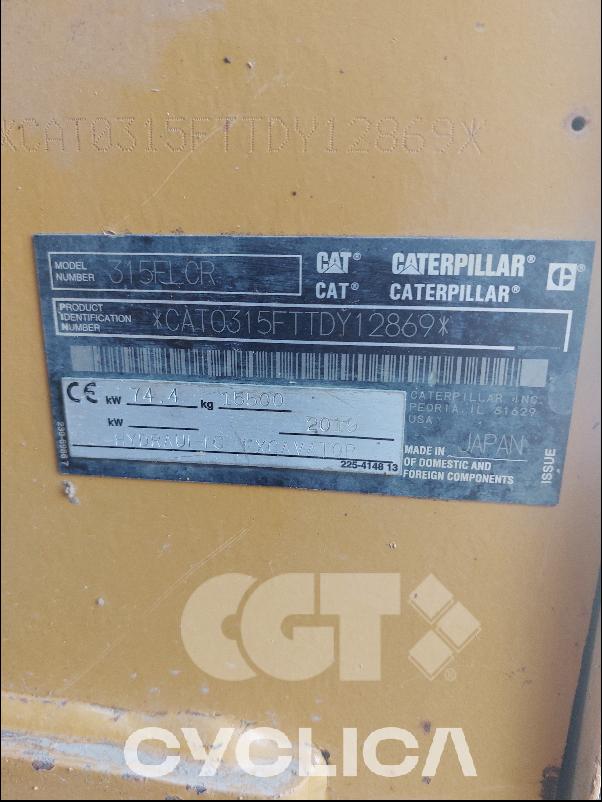 *CAT0315FTTDY12869*
MODEL NUMBER 315FLCR
CAT® CATERPILLAR®
CAT® CATERPILLAR®
PRODUCT IDENTIFICATION NUMBER *CAT0315FTTDY12869*
CE kW 74.4 kg 15500
kW 2019
HYDRAULIC EXCAVATOR
225-4148 13
CATERPILLAR INC.
PEORIA, IL 61629
USA
MADE IN JAPAN
OF DOMESTIC AND
FOREIGN COMPONENTS
ISSUE
CGT
CYCLICA